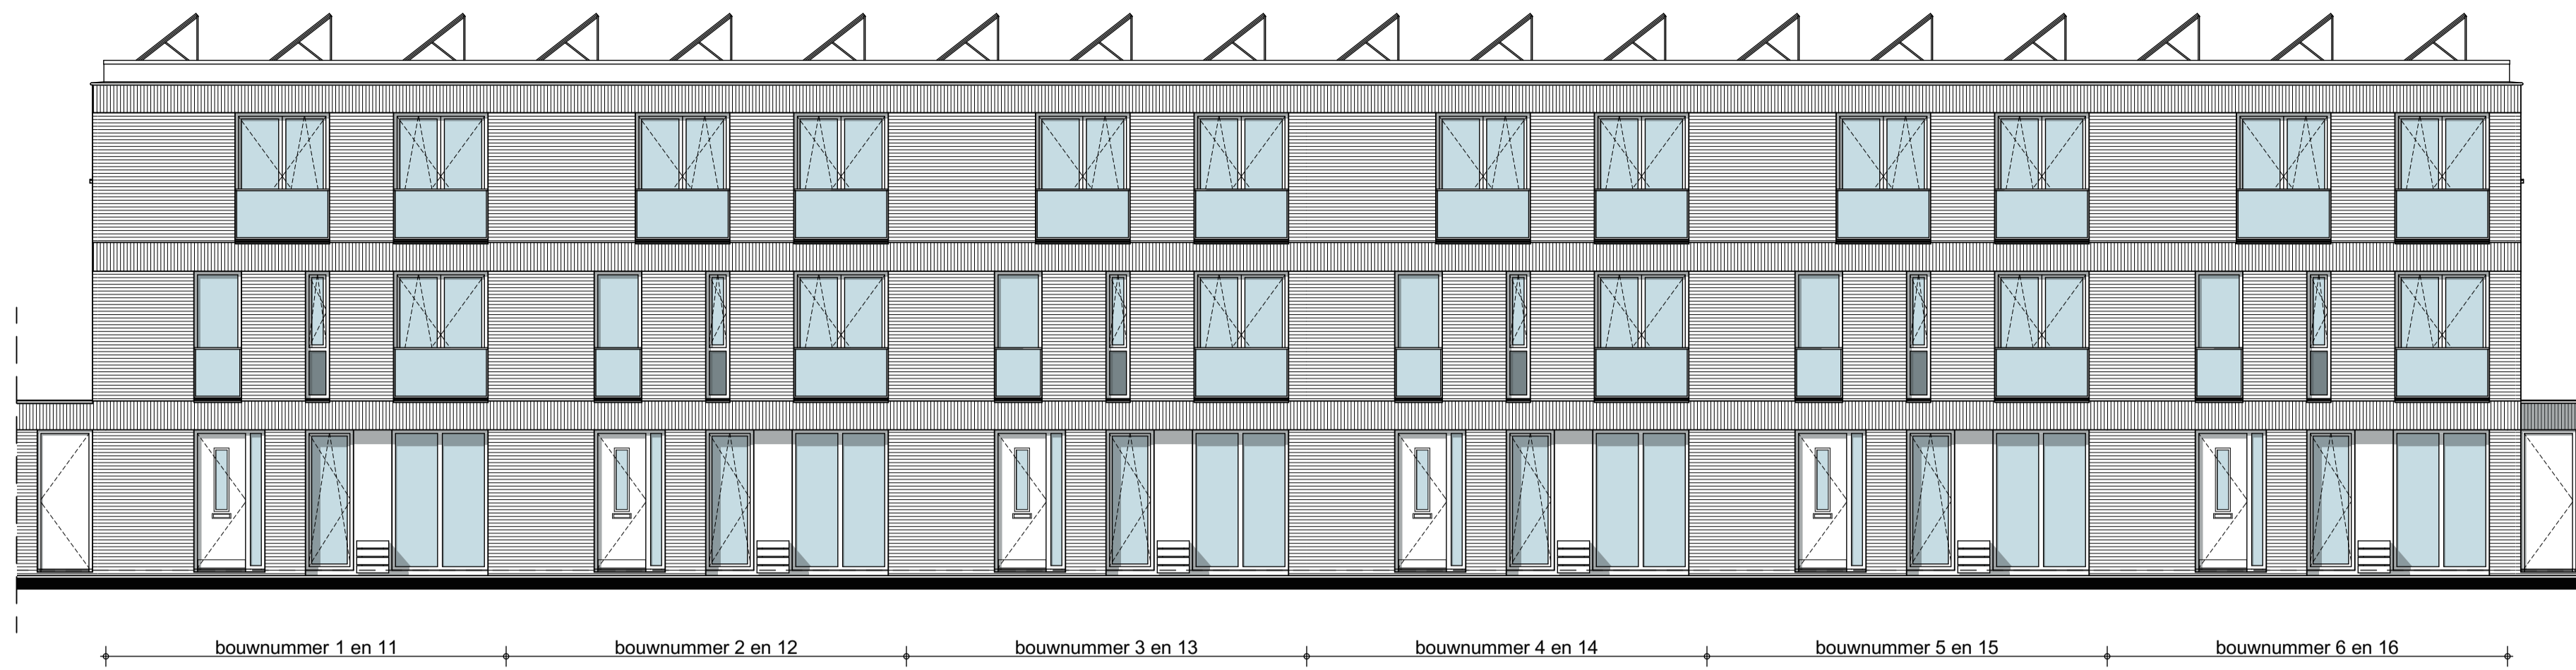 bouwnummer 1 en 11
bouwnummer 2 en 12
bouwnummer 3 en 13
bouwnummer 4 en 14
bouwnummer 5 en 15
bouwnummer 6 en 16